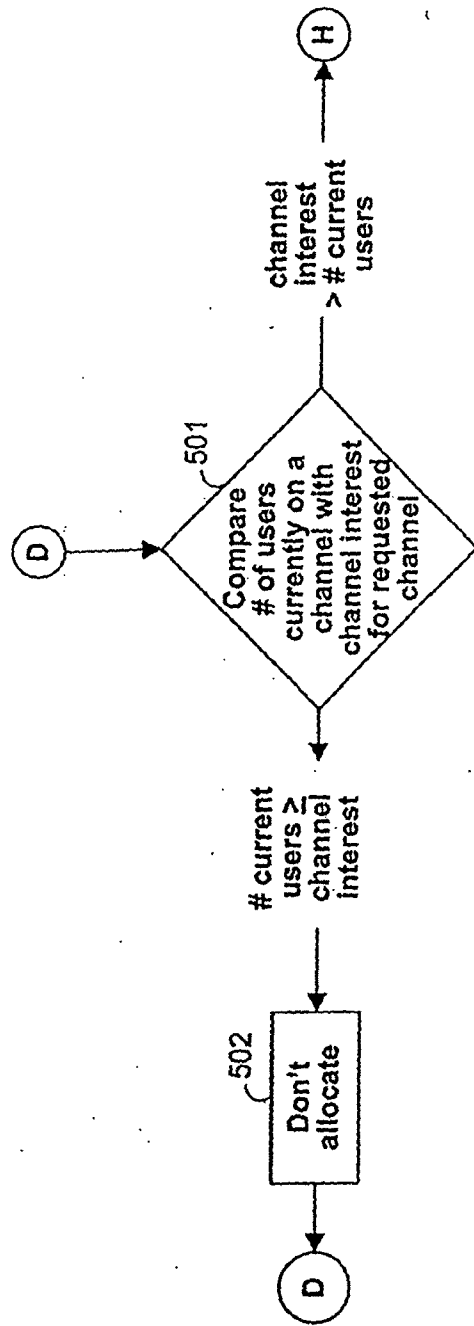 D
501
Compare
# of users
currently on a
channel with
channel interest
for requested
channel
channel
interest
> # current
users
H
# current
users ≥
channel
interest
502
Don't
allocate
D